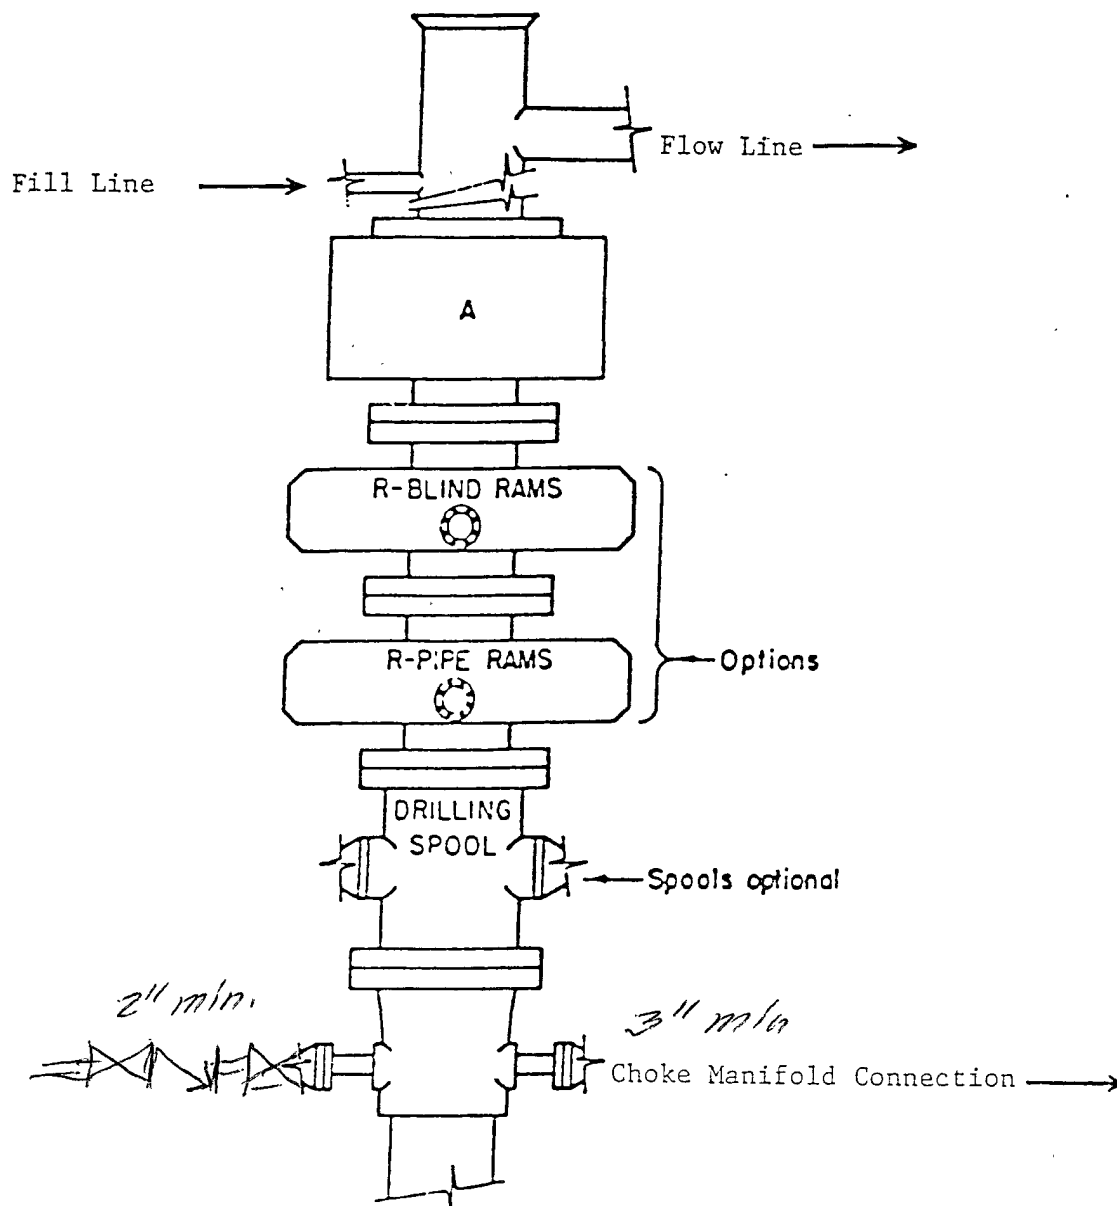 Flow Line
Fill Line
A
R-BLIND RAMS
R-PIPE RAMS
Options
DRILLING
SPOOL
Spools optional
2" min.
3" min
Choke Manifold Connection